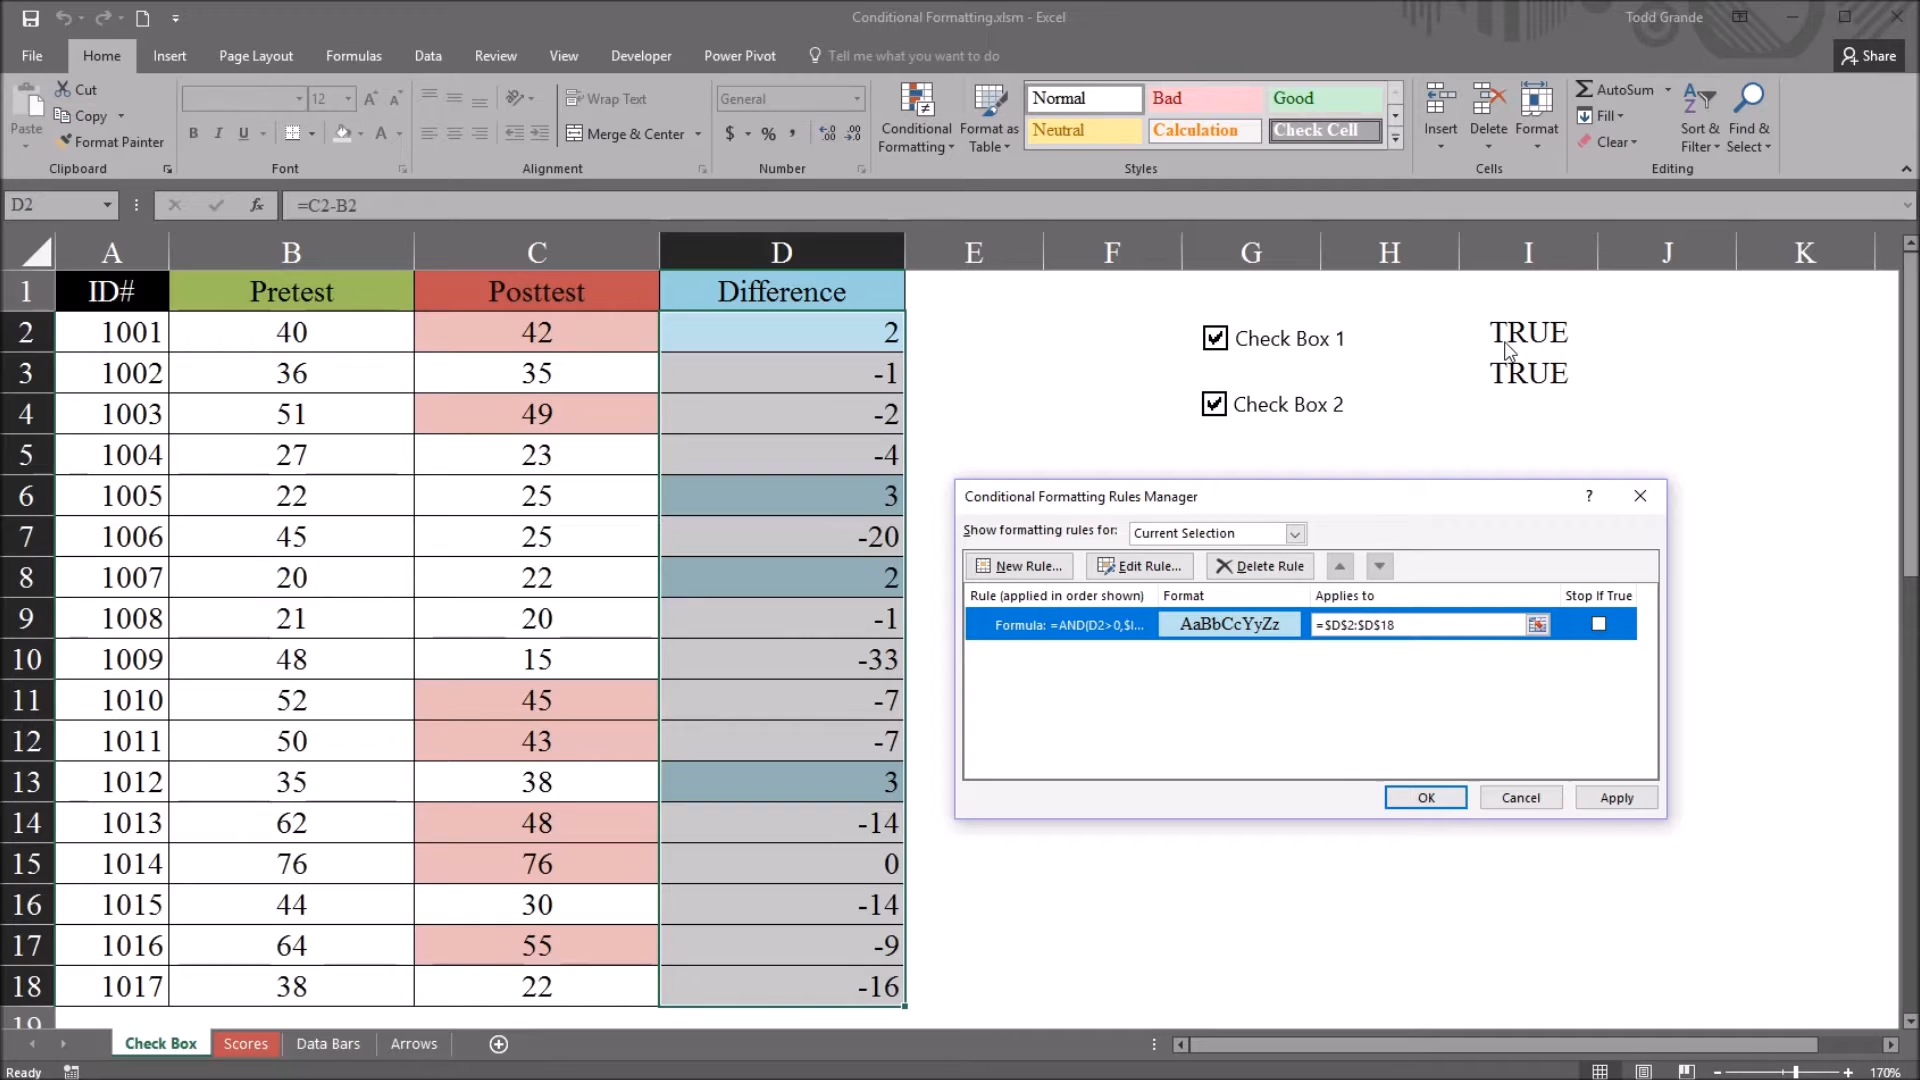 Conditional Formatting.xlsm - Excel
Todd Grande
File Home Insert Page Layout Formulas Data Review View Developer Power Pivot Tell me what you want to do Share
Paste Cut Copy Format Painter Clipboard
12 A A B I U A Font
Wrap Text Merge & Center Alignment
General $ % , Number
Conditional Formatting Format as Table
Normal Bad Good
Neutral Calculation Check Cell
Styles
Insert Delete Format Cells
AutoSum Fill Clear Sort & Filter Find & Select Editing
D2 fx =C2-B2
A B C D E F G H I J K
1 ID# Pretest Posttest Difference
2 1001 40 42 2 Check Box 1 TRUE
3 1002 36 35 -1 TRUE
4 1003 51 49 -2 Check Box 2
5 1004 27 23 -4
6 1005 22 25 3
7 1006 45 25 -20
8 1007 20 22 2
9 1008 21 20 -1
10 1009 48 15 -33
11 1010 52 45 -7
12 1011 50 43 -7
13 1012 35 38 3
14 1013 62 48 -14
15 1014 76 76 0
16 1015 44 30 -14
17 1016 64 55 -9
18 1017 38 22 -16
19
Conditional Formatting Rules Manager ?
Show formatting rules for: Current Selection
New Rule... Edit Rule... Delete Rule
Rule (applied in order shown) Format Applies to Stop If True
Formula: =AND(D2>0,$I... AaBbCcYyZz =$D$2:$D$18
OK Cancel Apply
Check Box Scores Data Bars Arrows
Ready 170%